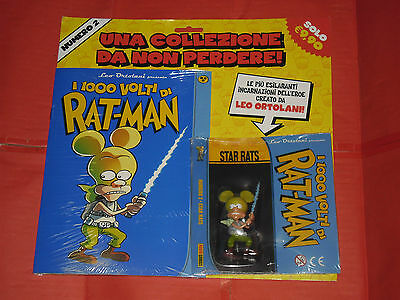 NUMERO 2
UNA COLLEZIONE
DA NON PERDERE!
SOLO
€9,90
Leo Ortolani presenta
I 1000 VOLTI DI
RAT-MAN
LE PIÙ ESILARANTI
INCARNAZIONI DELL'EROE
CREATO DA
LEO ORTOLANI!
STAR RATS
Leo Ortolani presenta
I 1000 VOLTI DI
RAT-MAN
CE